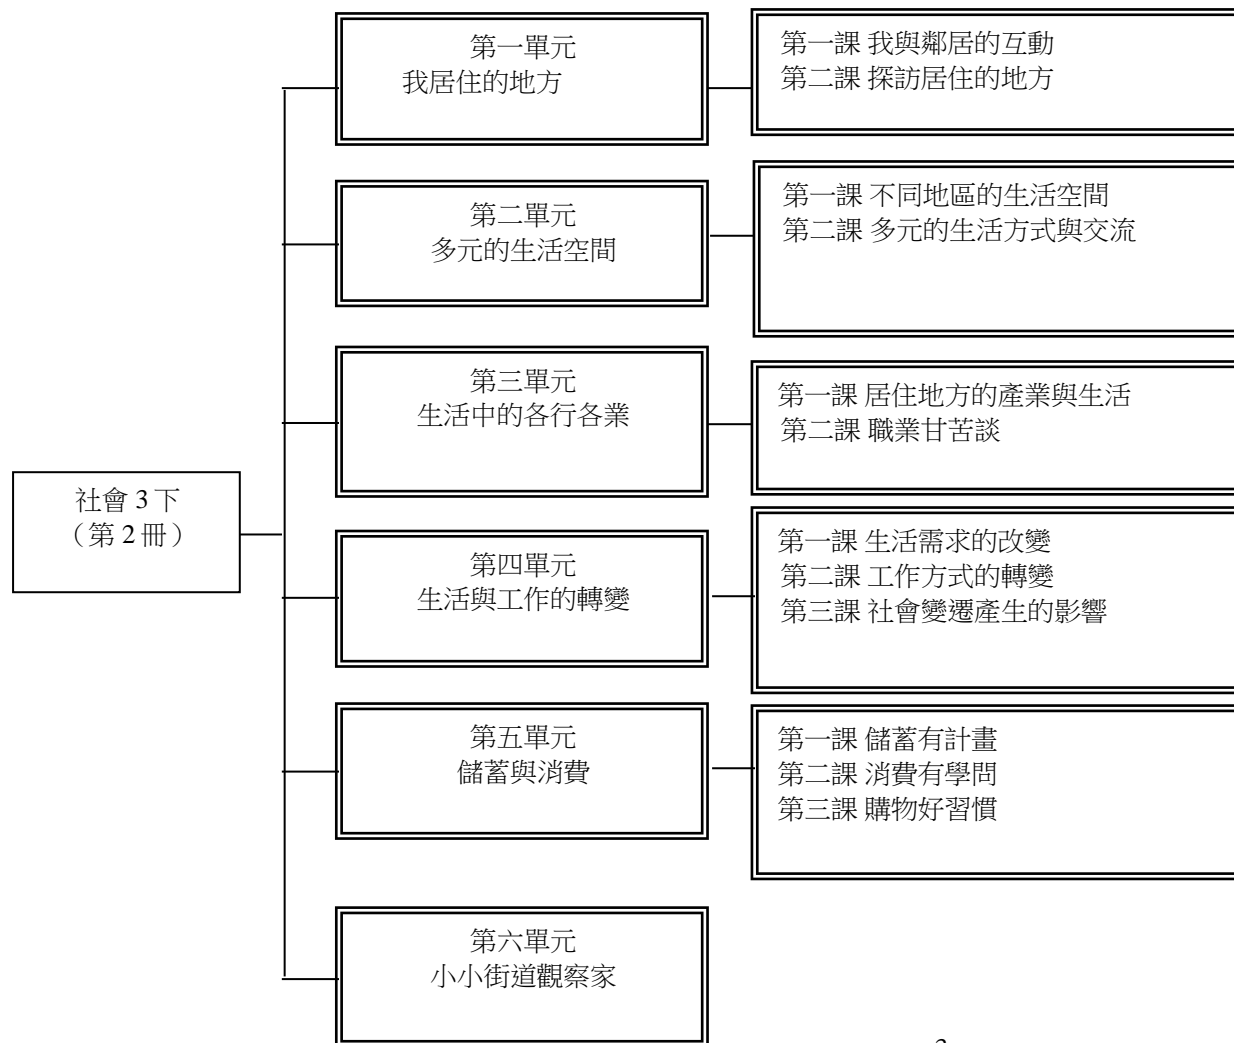 社會 3 下
（第 2 冊）
第一單元
我居住的地方
第一課 我與鄰居的互動
第二課 探訪居住的地方
第二單元
多元的生活空間
第一課 不同地區的生活空間
第二課 多元的生活方式與交流
第三單元
生活中的各行各業
第一課 居住地方的產業與生活
第二課 職業甘苦談
第四單元
生活與工作的轉變
第一課 生活需求的改變
第二課 工作方式的轉變
第三課 社會變遷產生的影響
第五單元
儲蓄與消費
第一課 儲蓄有計畫
第二課 消費有學問
第三課 購物好習慣
第六單元
小小街道觀察家